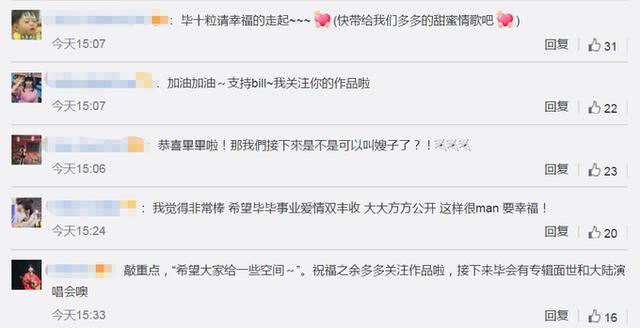 ：毕十粒请幸福的走起~~~ (快带给我们多多的甜蜜情歌吧 )
今天15:07
回复
31
：加油加油～支持bill~我关注你的作品啦
今天15:07
回复
22
：恭喜畢畢啦！那我們接下來是不是可以叫嫂子了？！
今天15:06
回复
23
：我觉得非常棒 希望毕毕事业爱情双丰收 大大方方公开 这样很man 要幸福！
今天15:24
回复
20
：敲重点，“希望大家给一些空间～”。祝福之余多多关注作品啦，接下来毕会有专辑面世和大陆演
唱会噢
今天15:33
回复
16